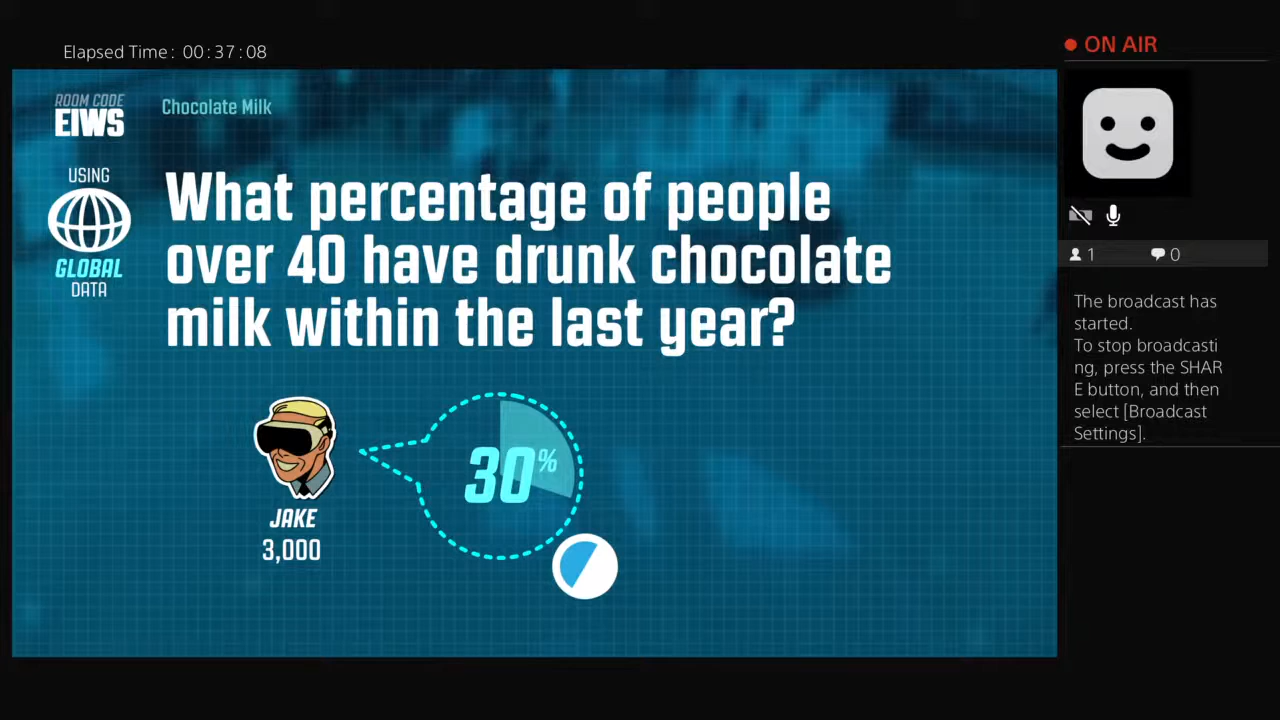 Elapsed Time: 00:37:08
ON AIR
ROOM CODE
EIWS
Chocolate Milk
USING
GLOBAL
DATA
What percentage of people
over 40 have drunk chocolate
milk within the last year?
30%
JAKE
3,000
1
0
The broadcast has
started.
To stop broadcasti
ng, press the SHAR
E button, and then
select [Broadcast
Settings].